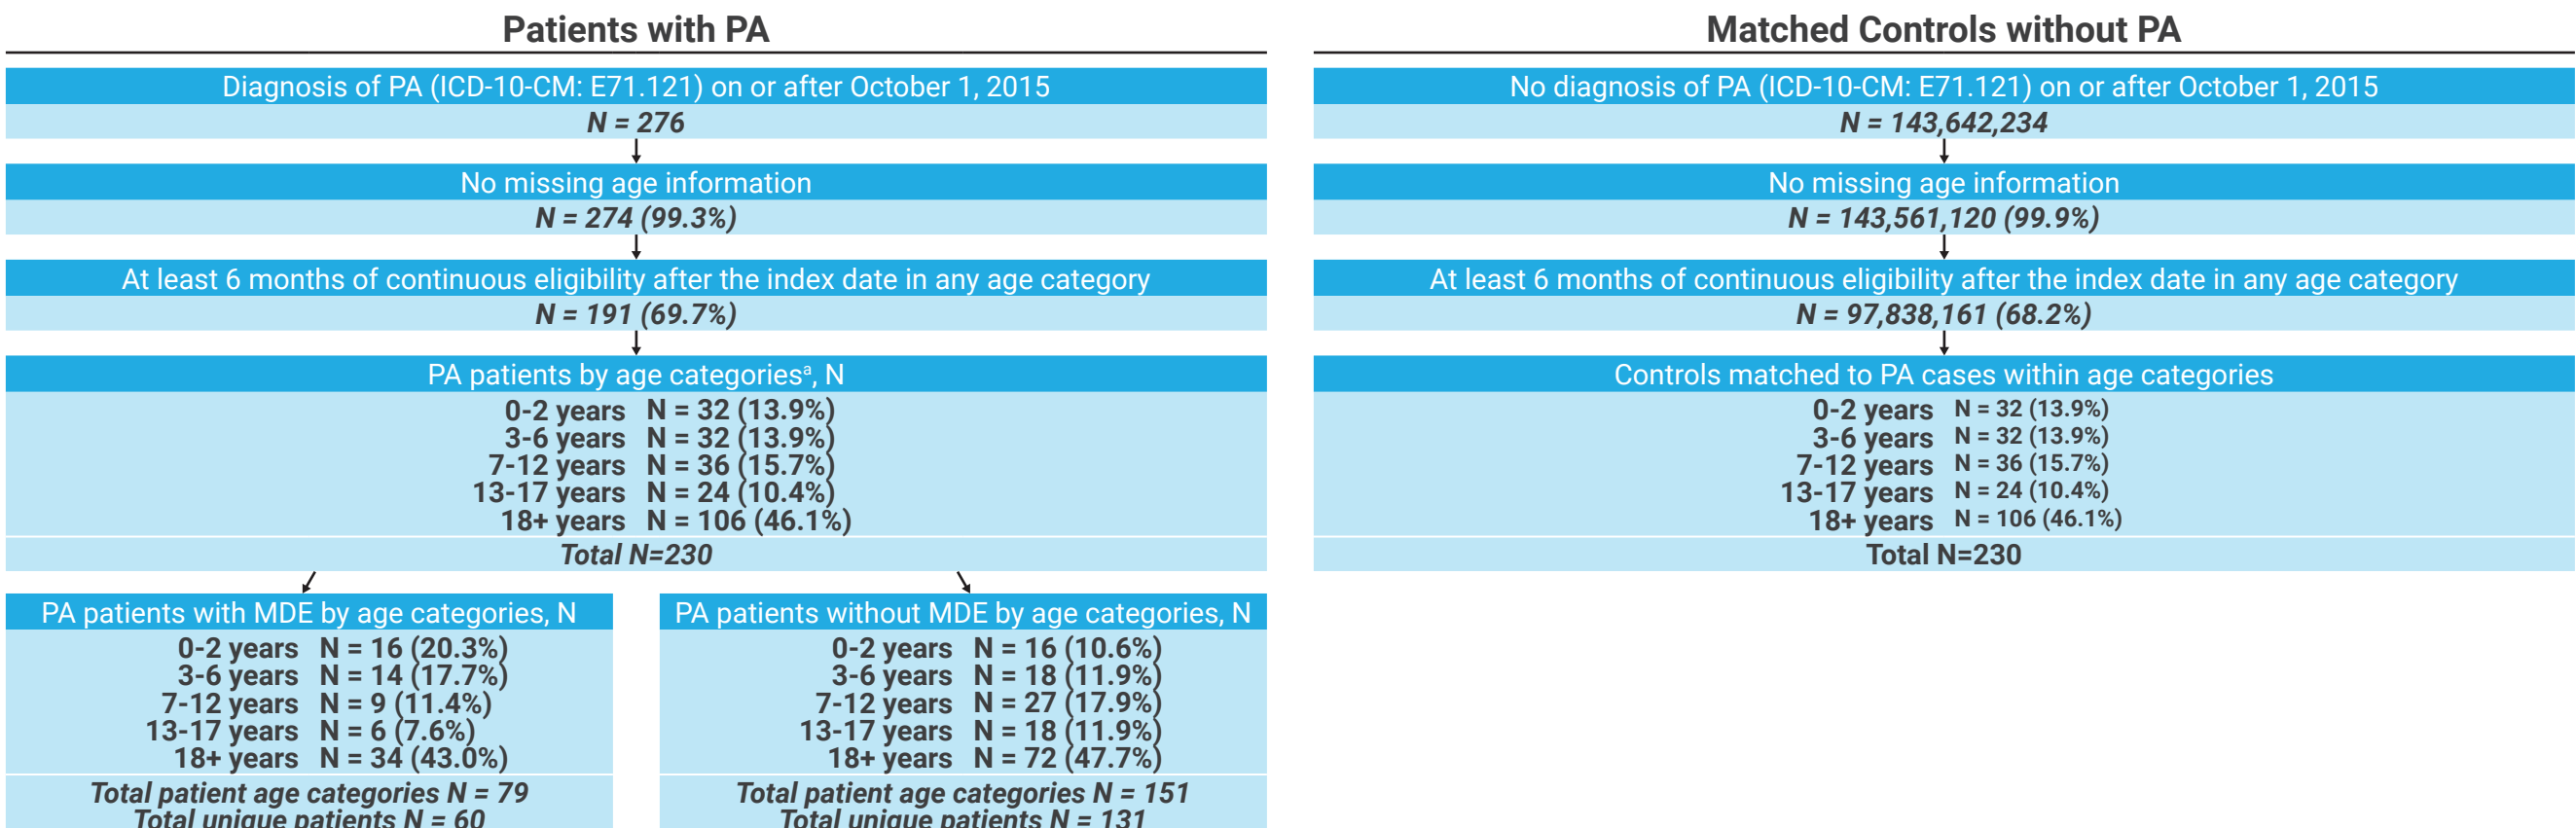 Patients with PA
Diagnosis of PA (ICD-10-CM: E71.121) on or after October 1, 2015
N = 276
No missing age information
N = 274 (99.3%)
At least 6 months of continuous eligibility after the index date in any age category
N = 191 (69.7%)
PA patients by age categoriesᵃ, N
0-2 years N = 32 (13.9%)
3-6 years N = 32 (13.9%)
7-12 years N = 36 (15.7%)
13-17 years N = 24 (10.4%)
18+ years N = 106 (46.1%)
Total N=230
PA patients with MDE by age categories, N
0-2 years N = 16 (20.3%)
3-6 years N = 14 (17.7%)
7-12 years N = 9 (11.4%)
13-17 years N = 6 (7.6%)
18+ years N = 34 (43.0%)
Total patient age categories N = 79
Total unique patients N = 60
PA patients without MDE by age categories, N
0-2 years N = 16 (10.6%)
3-6 years N = 18 (11.9%)
7-12 years N = 27 (17.9%)
13-17 years N = 18 (11.9%)
18+ years N = 72 (47.7%)
Total patient age categories N = 151
Total unique patients N = 131
Matched Controls without PA
No diagnosis of PA (ICD-10-CM: E71.121) on or after October 1, 2015
N = 143,642,234
No missing age information
N = 143,561,120 (99.9%)
At least 6 months of continuous eligibility after the index date in any age category
N = 97,838,161 (68.2%)
Controls matched to PA cases within age categories
0-2 years N = 32 (13.9%)
3-6 years N = 32 (13.9%)
7-12 years N = 36 (15.7%)
13-17 years N = 24 (10.4%)
18+ years N = 106 (46.1%)
Total N=230